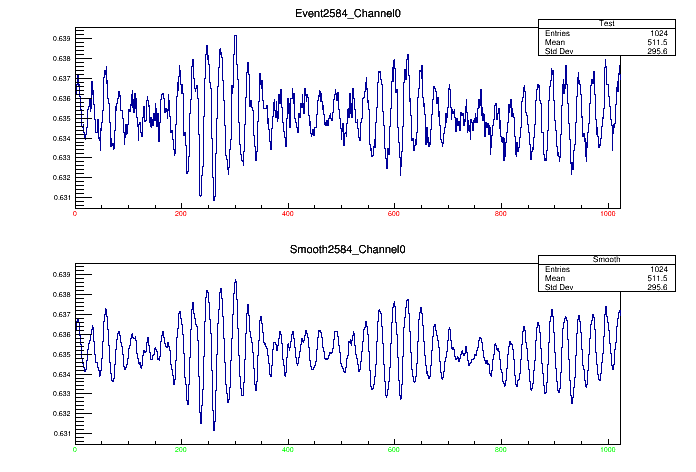 Event2584_Channel0
Test
Entries 1024
Mean 511.5
Std Dev 295.6
0.639
0.638
0.637
0.636
0.635
0.634
0.633
0.632
0.631
0 200 400 600 800 1000
Smooth2584_Channel0
Smooth
Entries 1024
Mean 511.5
Std Dev 295.6
0.639
0.638
0.637
0.636
0.635
0.634
0.633
0.632
0.631
0 200 400 600 800 1000